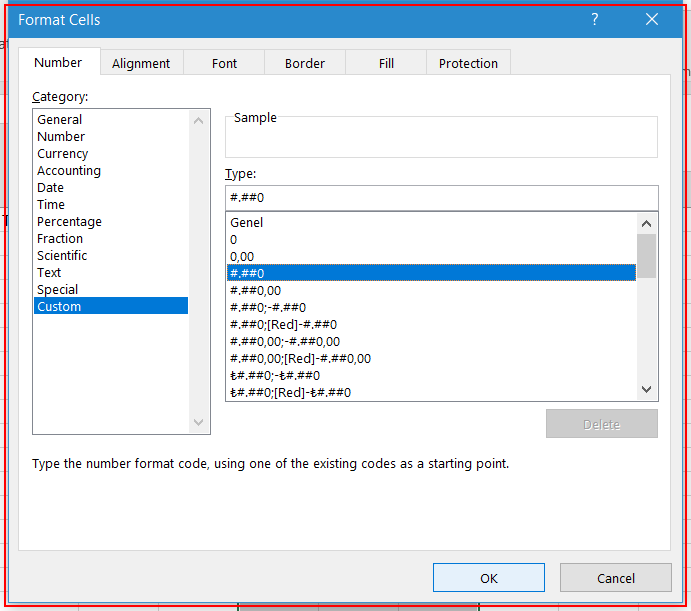 Format Cells
?
Number
Alignment
Font
Border
Fill
Protection
Category:
General
Number
Currency
Accounting
Date
Time
Percentage
Fraction
Scientific
Text
Special
Custom
Sample
Type:
#.##0
Genel
0
0,00
#.##0
#.##0,00
#.##0;-#.##0
#.##0;[Red]-#.##0
#.##0,00;-#.##0,00
#.##0,00;[Red]-#.##0,00
₺#.##0;-₺#.##0
₺#.##0;[Red]-₺#.##0
Delete
Type the number format code, using one of the existing codes as a starting point.
OK
Cancel